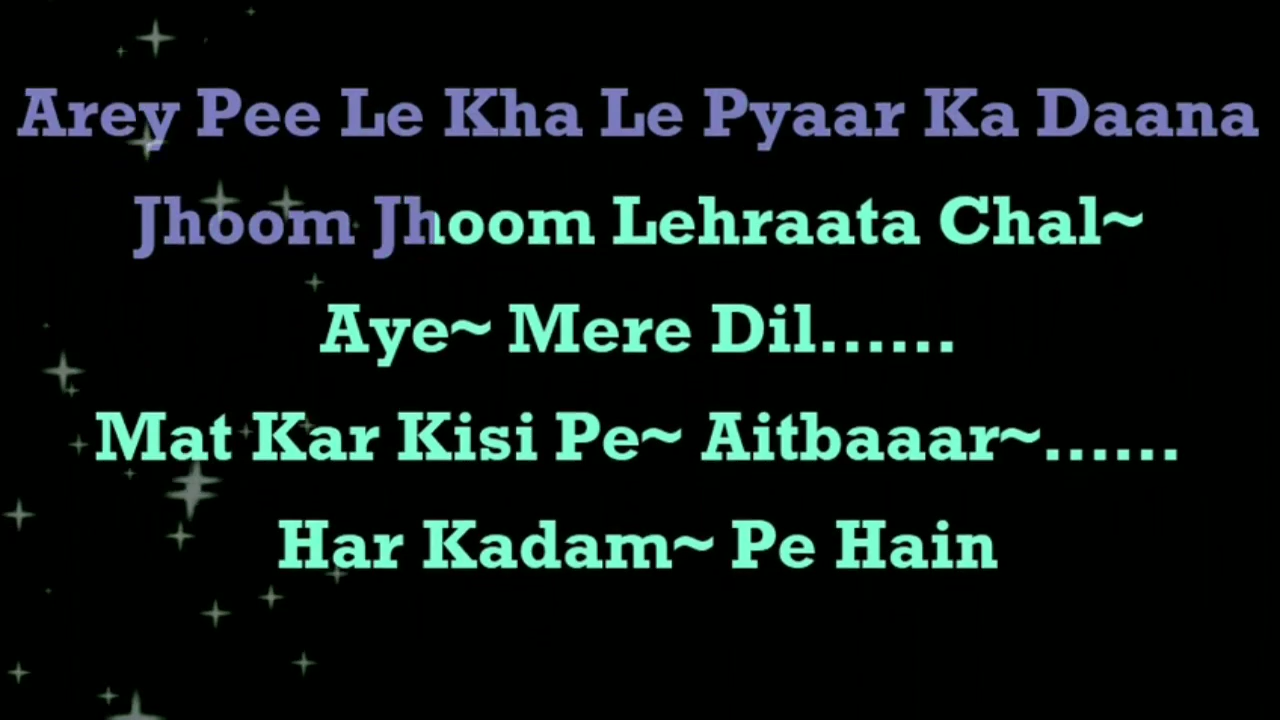 Arey Pee Le Kha Le Pyaar Ka Daana
Jhoom Jhoom Lehraata Chal~
Aye~ Mere Dil......
Mat Kar Kisi Pe~ Aitbaaar~......
Har Kadam~ Pe Hain